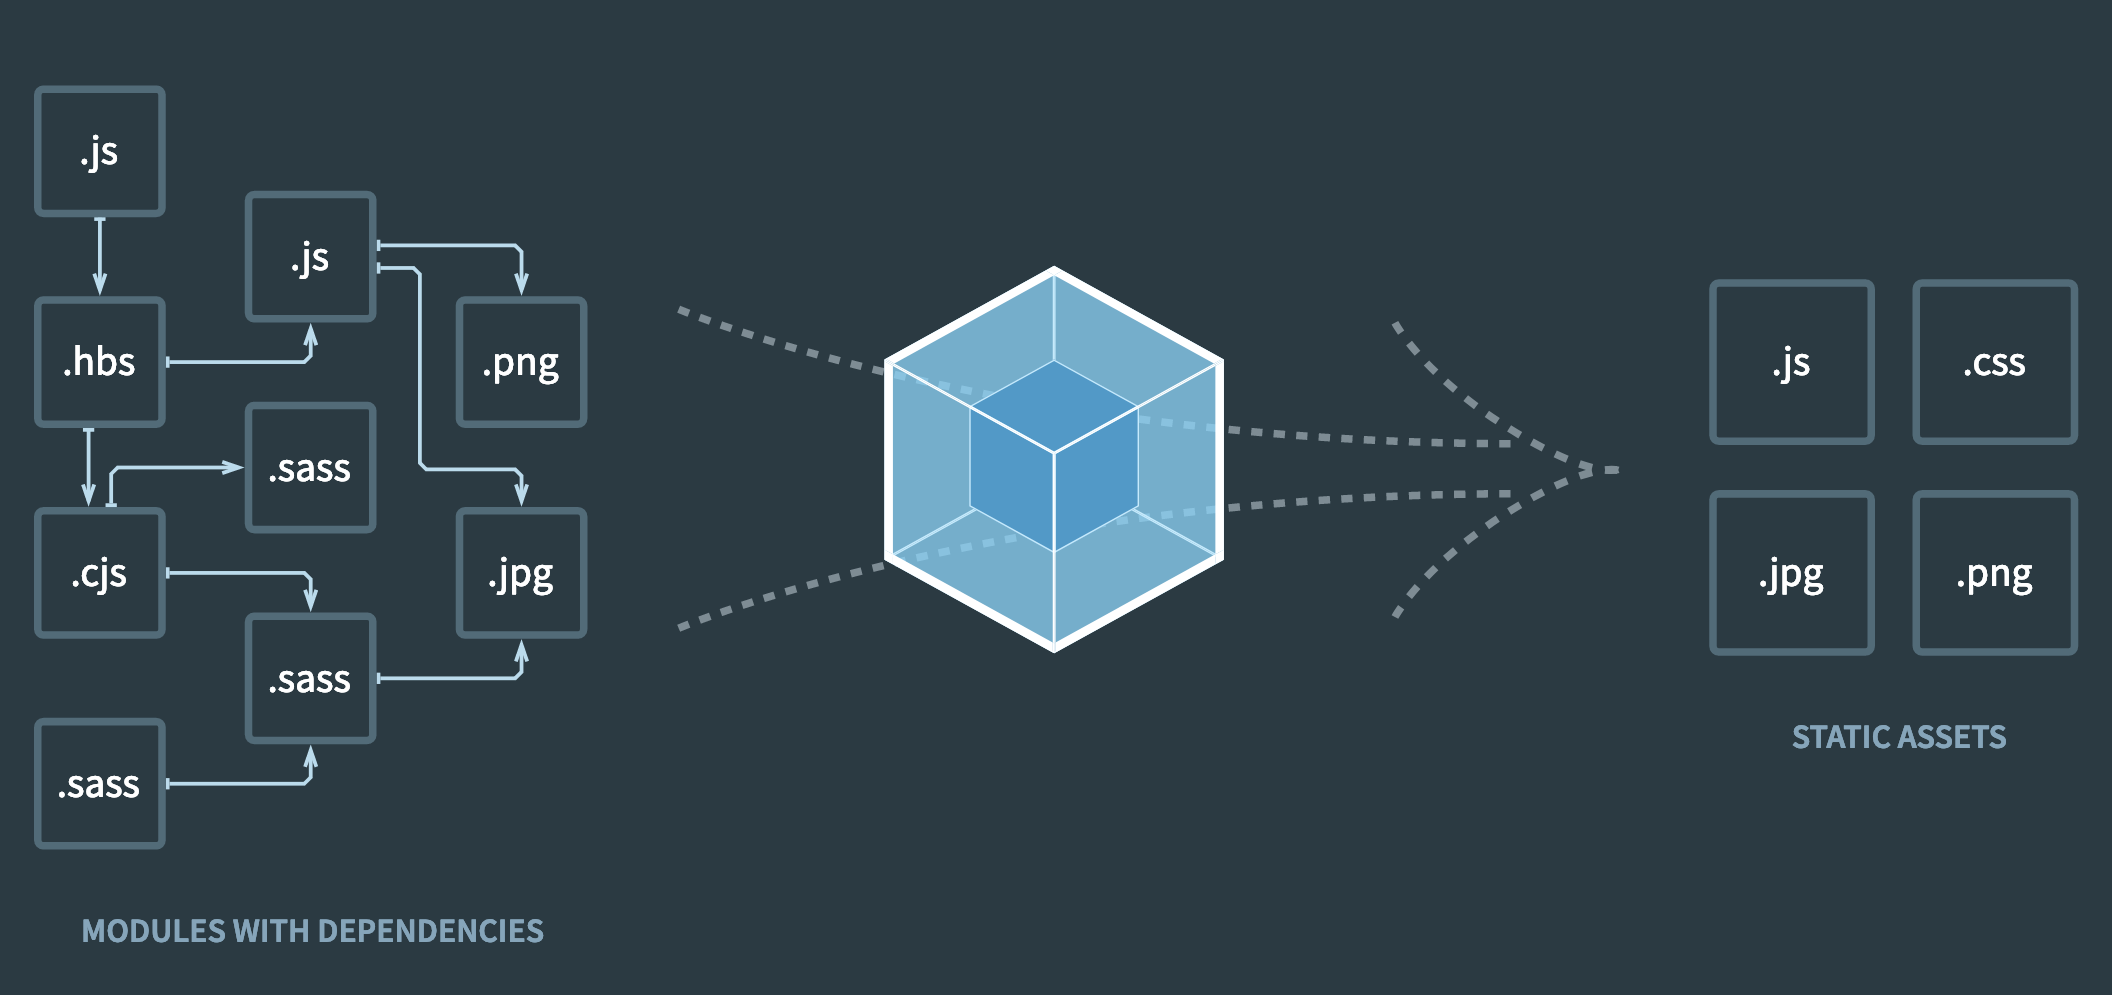 .js
.js
.hbs
.png
.sass
.cjs
.jpg
.sass
.sass
MODULES WITH DEPENDENCIES
.js
.css
.jpg
.png
STATIC ASSETS